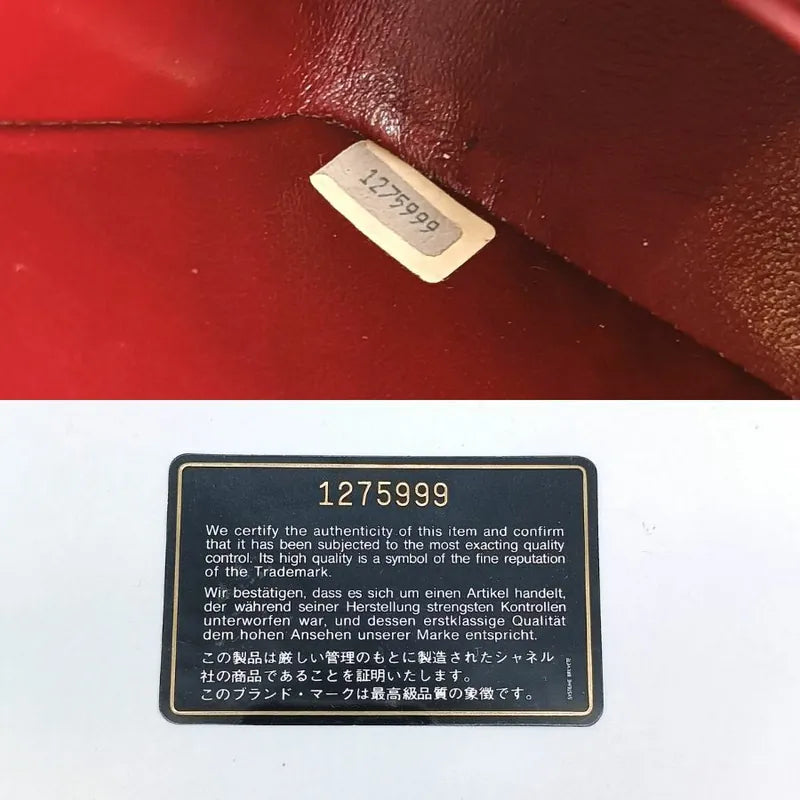 1275999
1275999
We certify the authenticity of this item and confirm
that it has been subjected to the most exacting quality
control. Its high quality is a symbol of the fine reputation
of the Trademark.
Wir bestätigen, dass es sich um einen Artikel handelt,
der während seiner Herstellung strengsten Kontrollen
unterworfen war, und dessen erstklassige Qualität
dem hohen Ansehen unserer Marke entspricht.
この製品は厳しい管理のもとに製造されたシャネル
社の商品であることを証明いたします。
このブランド・マークは最高級品質の象徴です。
SYSTEME BREVETE